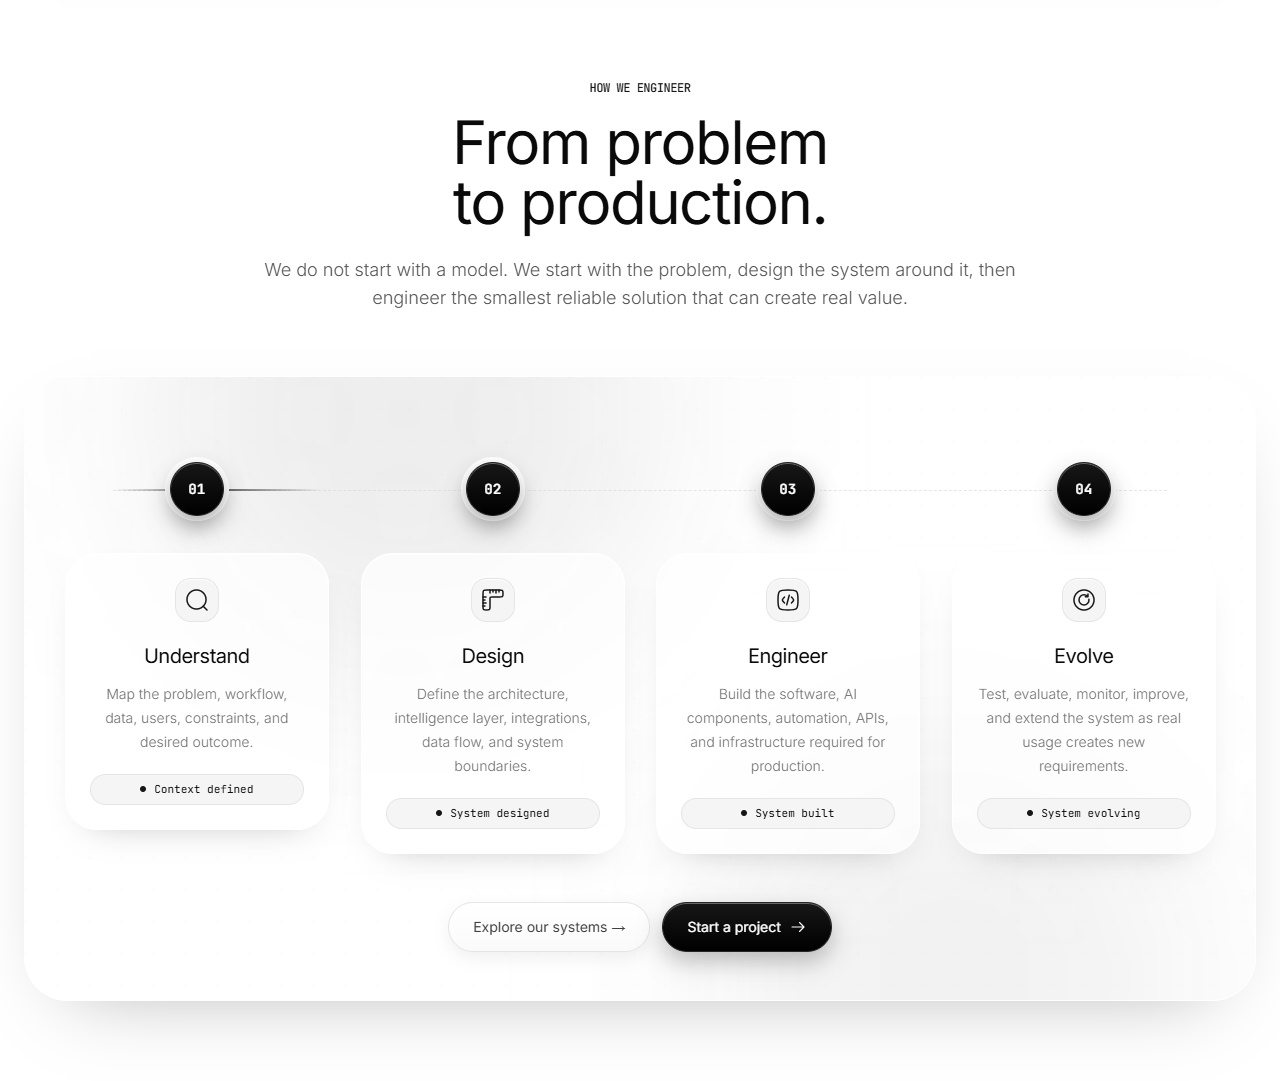 HOW WE ENGINEER
From problem
to production.
We do not start with a model. We start with the problem, design the system around it, then
engineer the smallest reliable solution that can create real value.
01
02
03
04
Understand
Map the problem, workflow,
data, users, constraints, and
desired outcome.
Context defined
Design
Define the architecture,
intelligence layer, integrations,
data flow, and system
boundaries.
System designed
Engineer
Build the software, AI
components, automation, APIs,
and infrastructure required for
production.
System built
Evolve
Test, evaluate, monitor, improve,
and extend the system as real
usage creates new
requirements.
System evolving
Explore our systems →
Start a project →